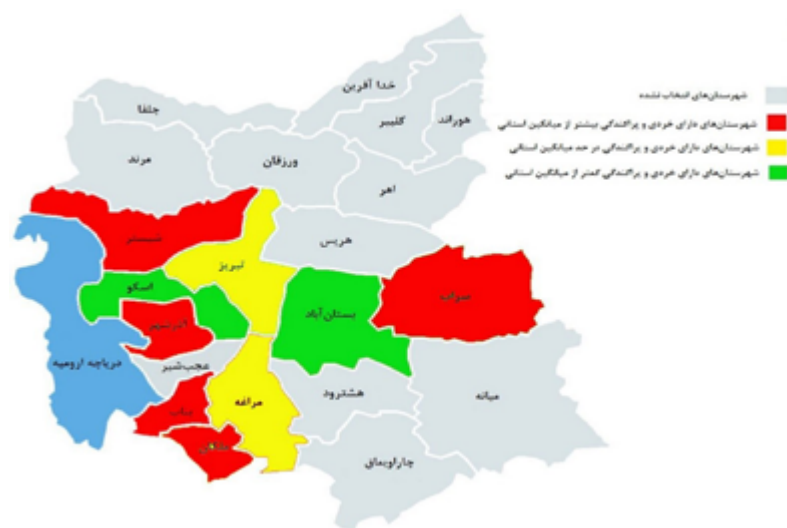 خدا آفرین
جلفا
کلیبر
هوراند
مرند
ورزقان
اهر
شبستر
هریس
تبریز
اسکو
بستان‌آباد
سراب
آذرشهر
دریاچه ارومیه
عجب‌شیر
هشترود
میانه
مراغه
بناب
ملکان
چاراویماق
شهرستان‌های انتخاب نشده
شهرستان‌های دارای خردی و پراکندگی بیشتر از میانگین استانی
شهرستان‌های دارای خردی و پراکندگی در حد میانگین استانی
شهرستان‌های دارای خردی و پراکندگی کمتر از میانگین استانی